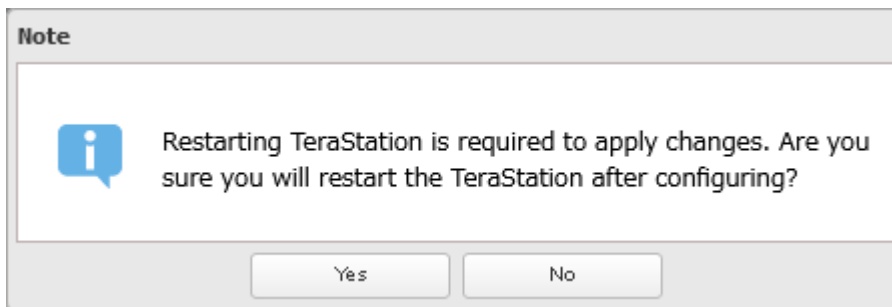 Note
Restarting TeraStation is required to apply changes. Are you
sure you will restart the TeraStation after configuring?
Yes
No